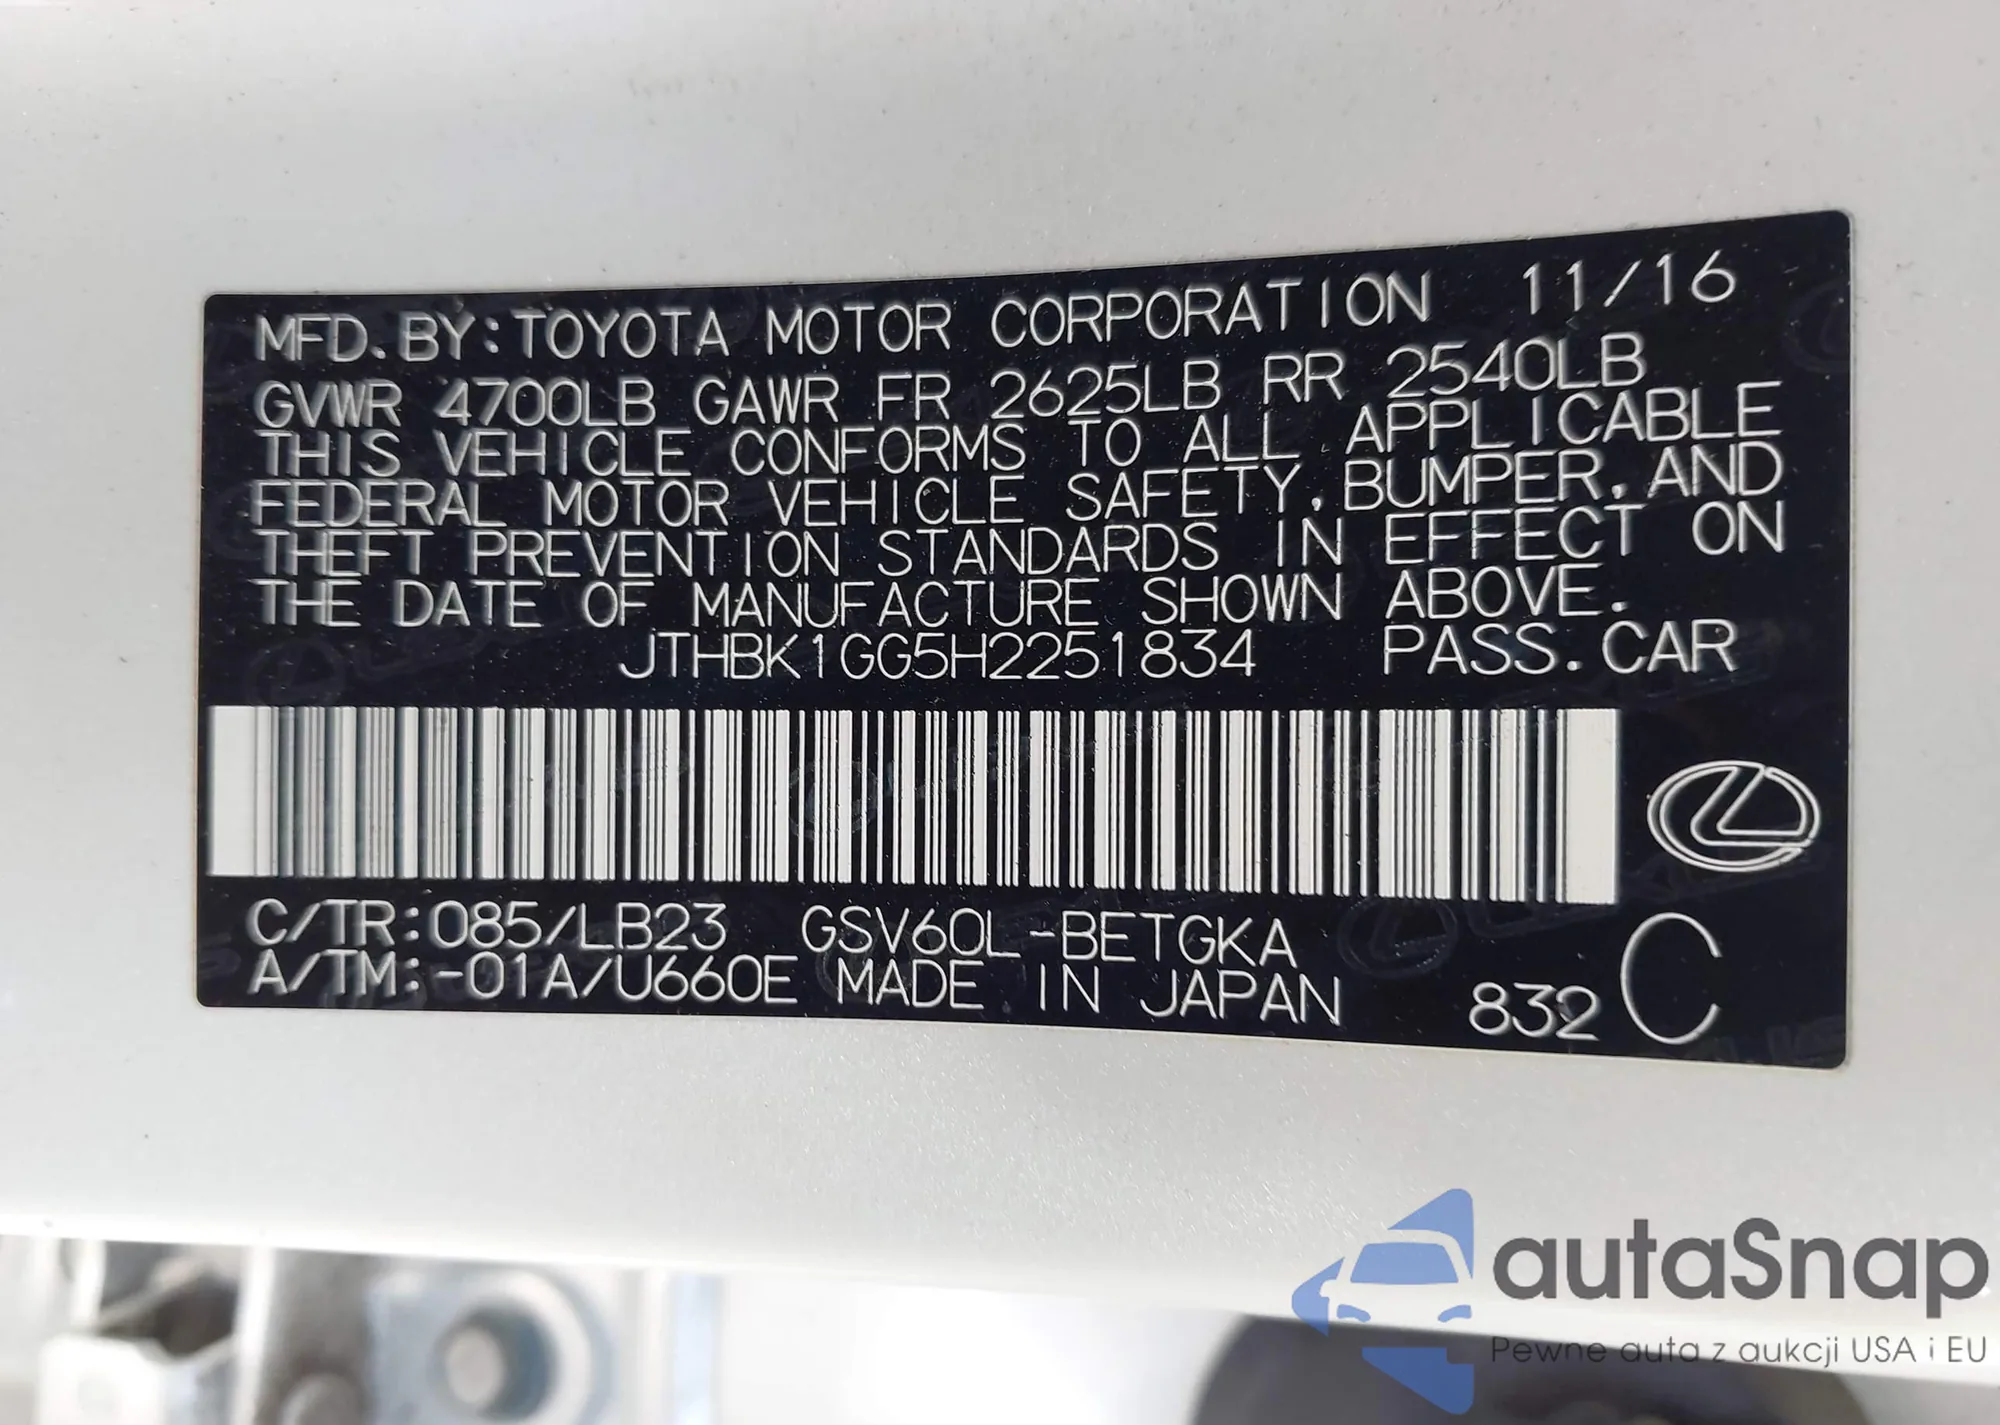 MFD. BY: TOYOTA MOTOR CORPORATION 11/16
GVWR 4700LB GAWR FR 2625LB RR 2540LB
THIS VEHICLE CONFORMS TO ALL APPLICABLE
FEDERAL MOTOR VEHICLE SAFETY, BUMPER, AND
THEFT PREVENTION STANDARDS IN EFFECT ON
THE DATE OF MANUFACTURE SHOWN ABOVE.
JTHBK1GG5H2251834 PASS. CAR
C/TR: 085/LB23 GSV60L-BETGKA
A/TM: -01A/U660E MADE IN JAPAN 832 C
autaSnap
Pewne auta z aukcji USA i EU